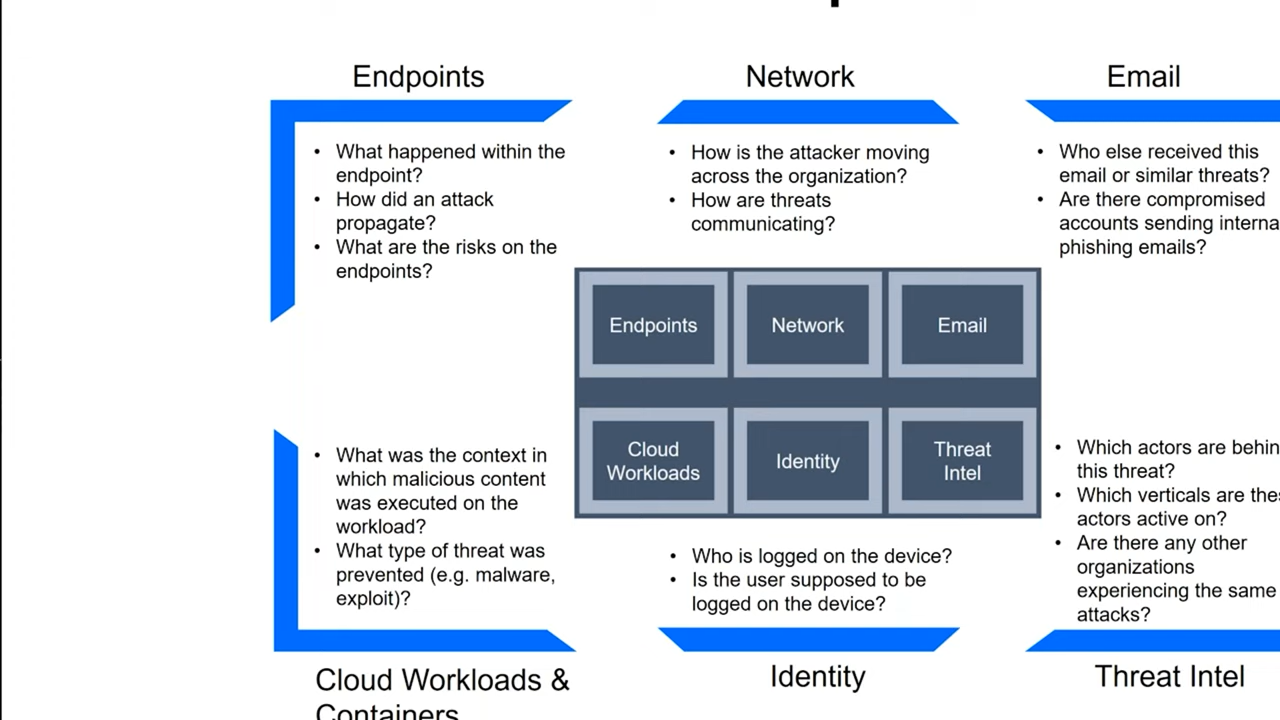 Endpoints
Network
Email
• What happened within the
endpoint?
• How did an attack
propagate?
• What are the risks on the
endpoints?
• How is the attacker moving
across the organization?
• How are threats
communicating?
• Who else received this
email or similar threats?
• Are there compromised
accounts sending interna
phishing emails?
Endpoints
Network
Email
Cloud
Workloads
Identity
Threat
Intel
• What was the context in
which malicious content
was executed on the
workload?
• What type of threat was
prevented (e.g. malware,
exploit)?
• Who is logged on the device?
• Is the user supposed to be
logged on the device?
• Which actors are behin
this threat?
• Which verticals are thes
actors active on?
• Are there any other
organizations
experiencing the same
attacks?
Cloud Workloads &
Containers
Identity
Threat Intel